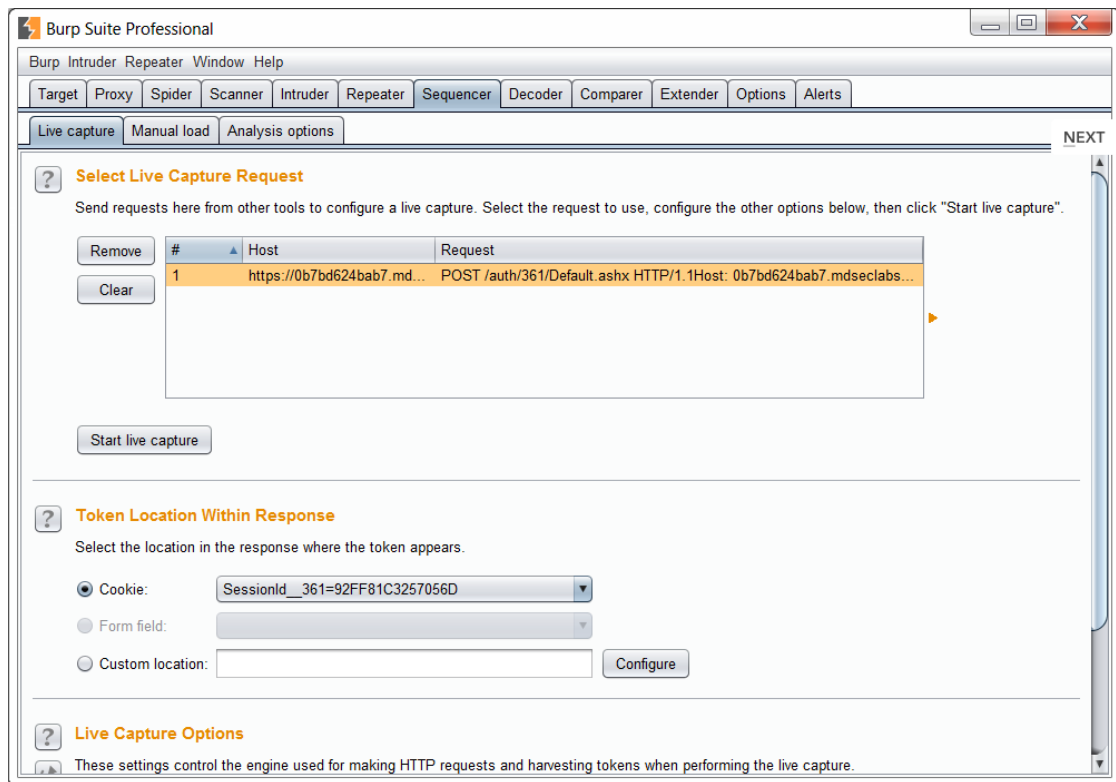 Burp Suite Professional
Burp Intruder Repeater Window Help
Target Proxy Spider Scanner Intruder Repeater Sequencer Decoder Comparer Extender Options Alerts
Live capture Manual load Analysis options
NEXT
? Select Live Capture Request
Send requests here from other tools to configure a live capture. Select the request to use, configure the other options below, then click "Start live capture".
Remove # Host Request
1 https://0b7bd624bab7.md... POST /auth/361/Default.ashx HTTP/1.1Host: 0b7bd624bab7.mdseclabs...
Clear
Start live capture
? Token Location Within Response
Select the location in the response where the token appears.
Cookie: SessionId__361=92FF81C3257056D
Form field:
Custom location: Configure
? Live Capture Options
These settings control the engine used for making HTTP requests and harvesting tokens when performing the live capture.